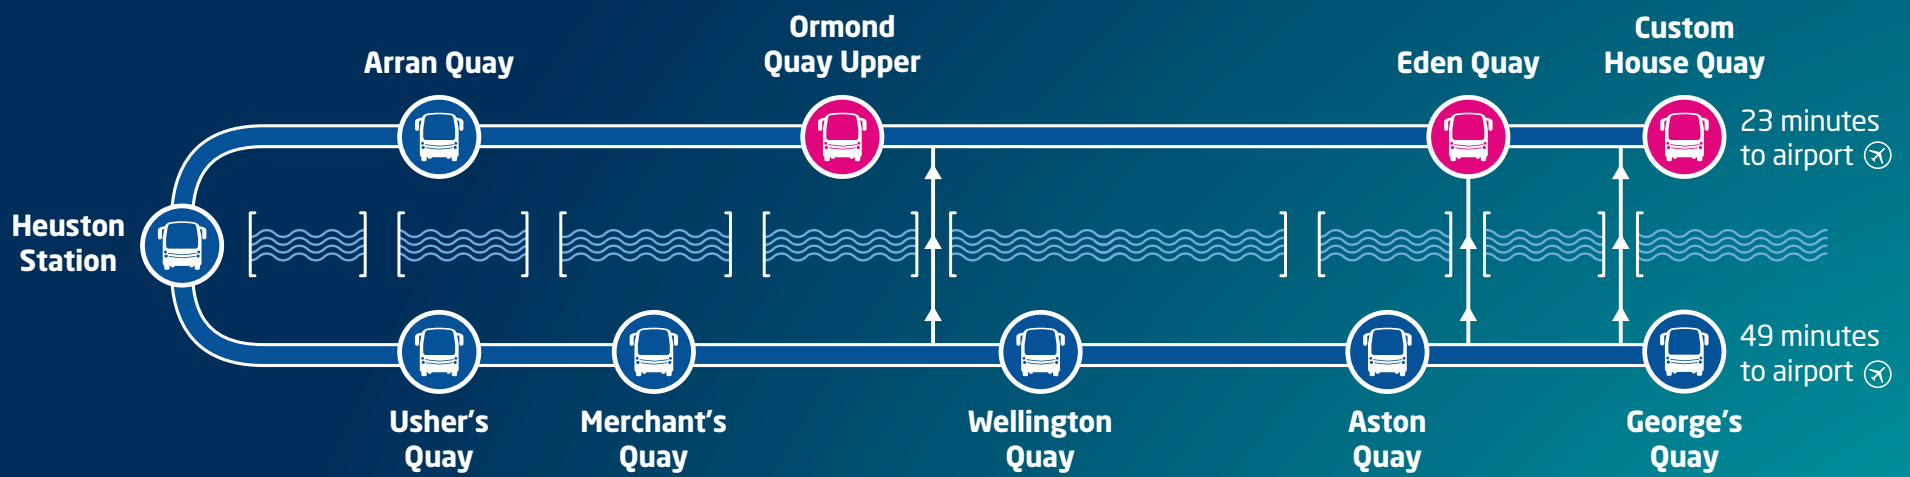 Arran Quay
Ormond
Quay Upper
Eden Quay
Custom
House Quay
23 minutes
to airport
Heuston
Station
49 minutes
to airport
Usher's
Quay
Merchant's
Quay
Wellington
Quay
Aston
Quay
George's
Quay